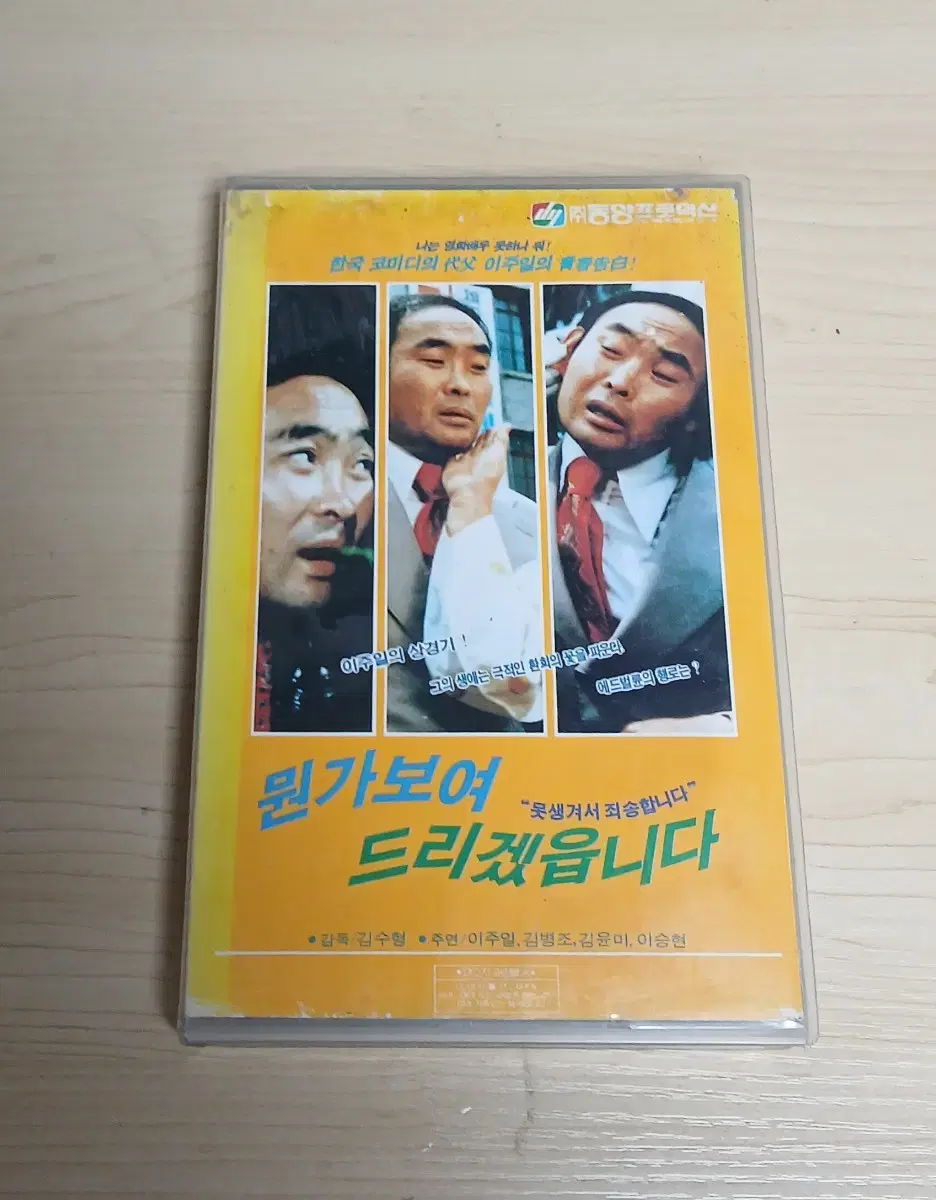 dy ㈜동양프로덕션
나는 영화배우 못하나 뭐!
한국 코미디의 代父 이주일의 靑春告白!
이주일의 상경기!
그의 생애는 극적인 환희의 꽃을 피운다.
에드벌룬의 행로는?
뭔가보여
"못생겨서 죄송합니다"
드리겠읍니다
•감독/김수형 •주연/이주일, 김병조, 김윤미, 이승현